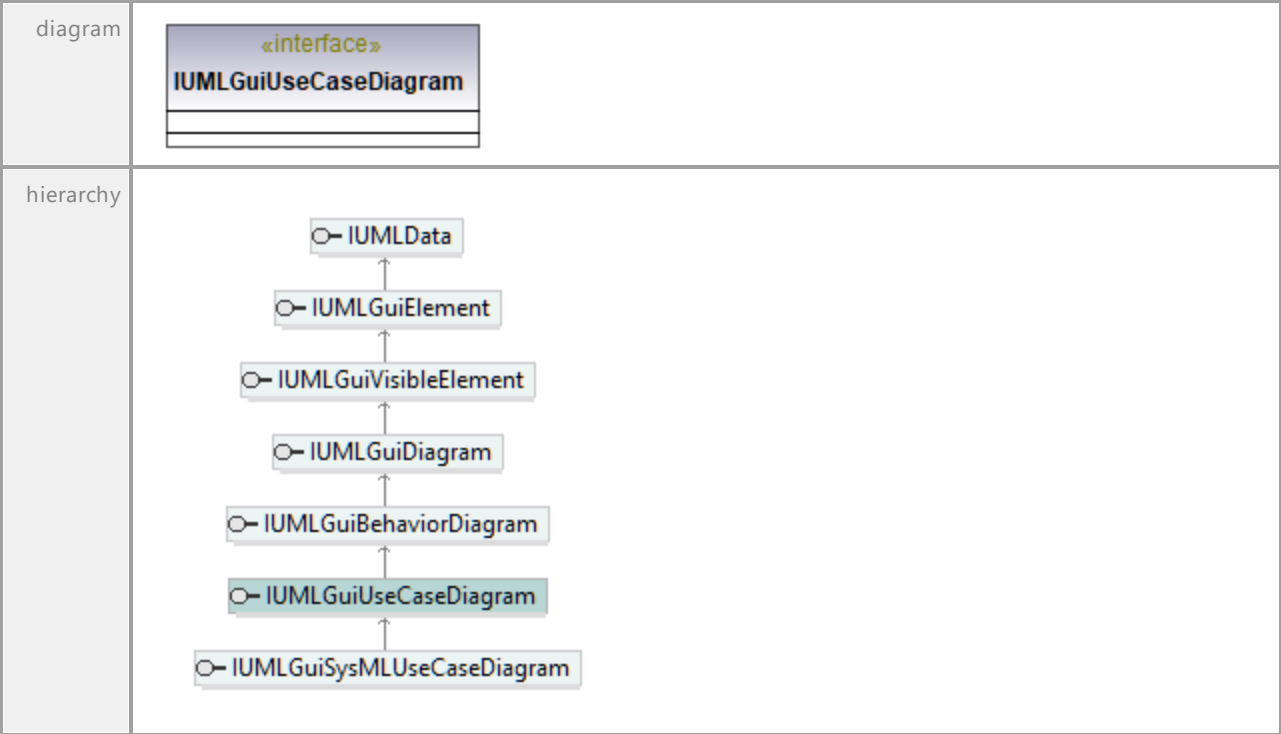 diagram
«interface»
IUMLGuiUseCaseDiagram
hierarchy
IUMLData
IUMLGuiElement
IUMLGuiVisibleElement
IUMLGuiDiagram
IUMLGuiBehaviorDiagram
IUMLGuiUseCaseDiagram
IUMLGuiSysMLUseCaseDiagram